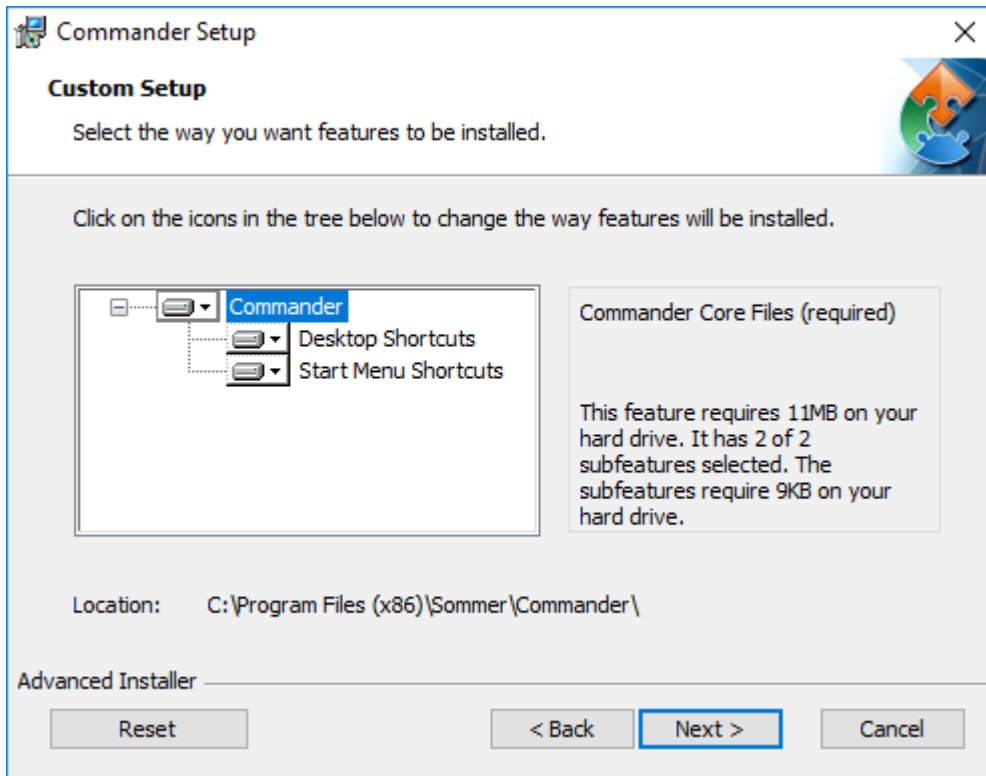 Commander Setup
Custom Setup
Select the way you want features to be installed.
Click on the icons in the tree below to change the way features will be installed.
Commander
Desktop Shortcuts
Start Menu Shortcuts
Commander Core Files (required)
This feature requires 11MB on your
hard drive. It has 2 of 2
subfeatures selected. The
subfeatures require 9KB on your
hard drive.
Location: C:\Program Files (x86)\Sommer\Commander\
Advanced Installer
Reset < Back Next > Cancel